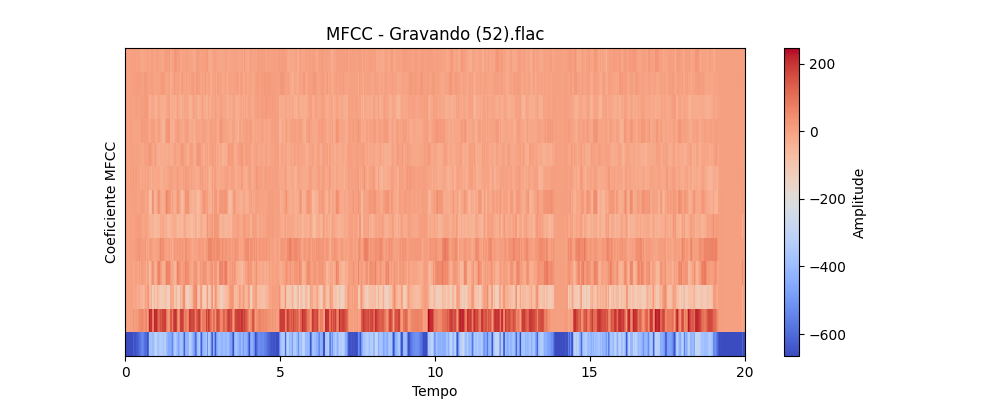 MFCC - Gravando (52).flac
Coeficiente MFCC
0
5
10
15
20
Tempo
200
0
−200
−400
−600
Amplitude